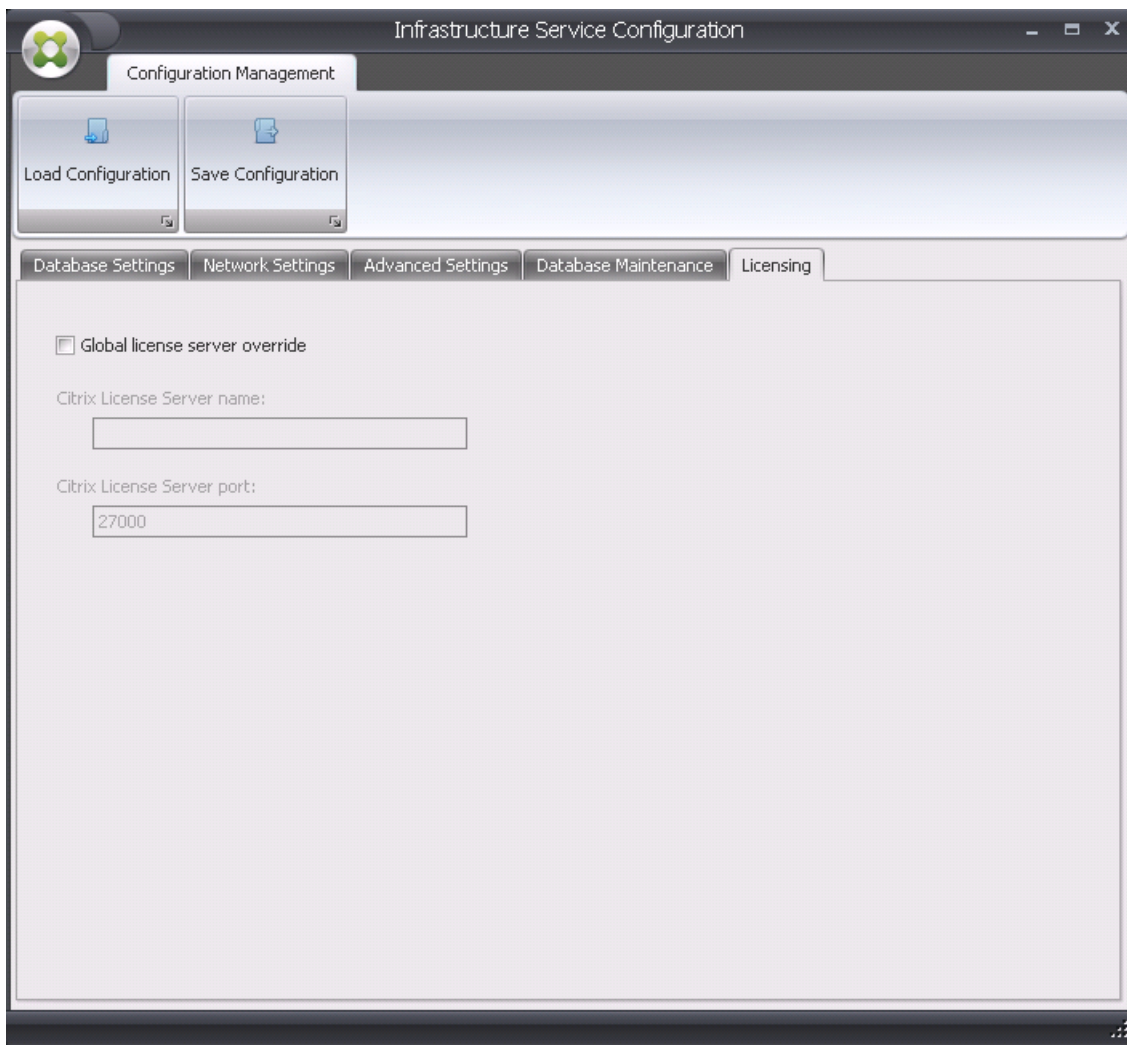 Infrastructure Service Configuration
Configuration Management
Load Configuration
Save Configuration
Database Settings
Network Settings
Advanced Settings
Database Maintenance
Licensing
Global license server override
Citrix License Server name:
Citrix License Server port:
27000